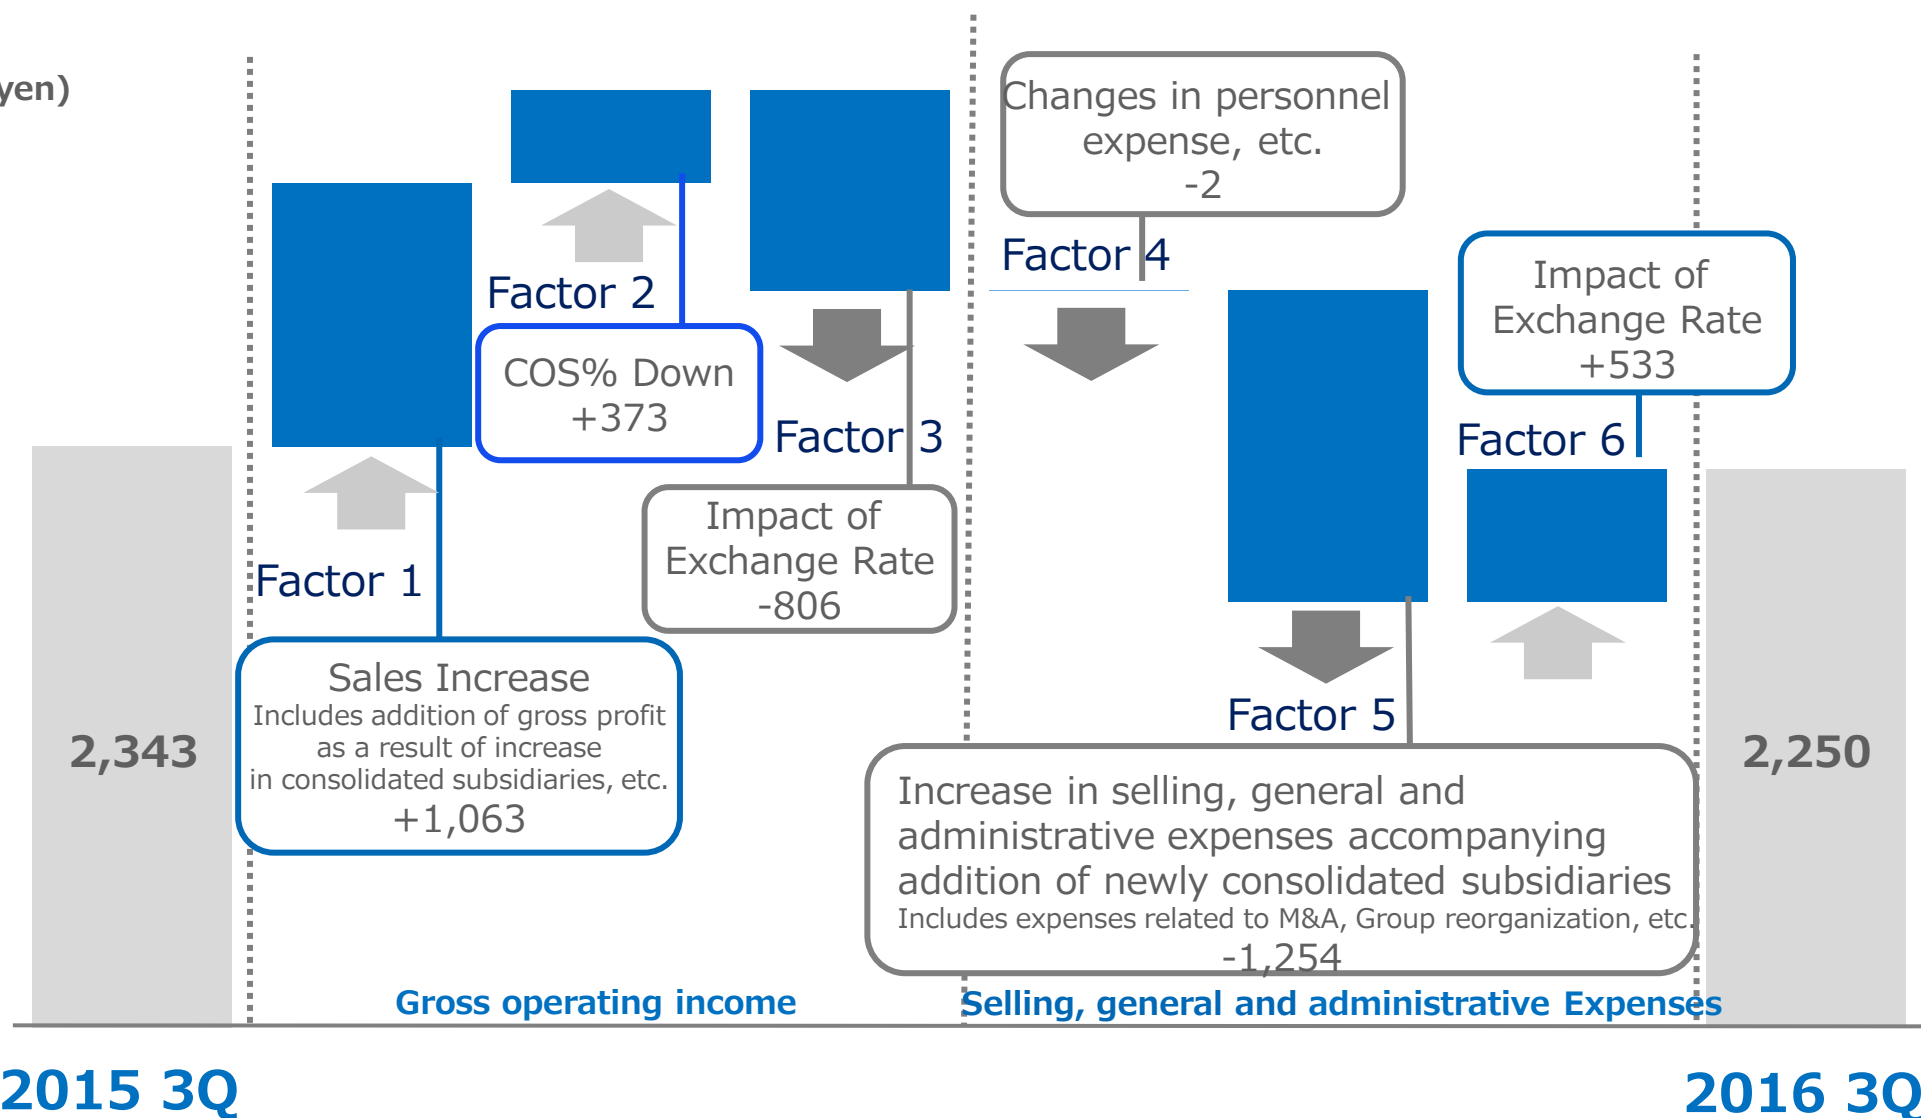 yen)
2,343
Factor 1
Sales Increase
Includes addition of gross profit
as a result of increase
in consolidated subsidiaries, etc.
+1,063
Factor 2
COS% Down
+373
Factor 3
Impact of
Exchange Rate
-806
Changes in personnel
expense, etc.
-2
Factor 4
Factor 5
Increase in selling, general and
administrative expenses accompanying
addition of newly consolidated subsidiaries
Includes expenses related to M&A, Group reorganization, etc.
-1,254
Impact of
Exchange Rate
+533
Factor 6
2,250
Gross operating income
Selling, general and administrative Expenses
2015 3Q
2016 3Q